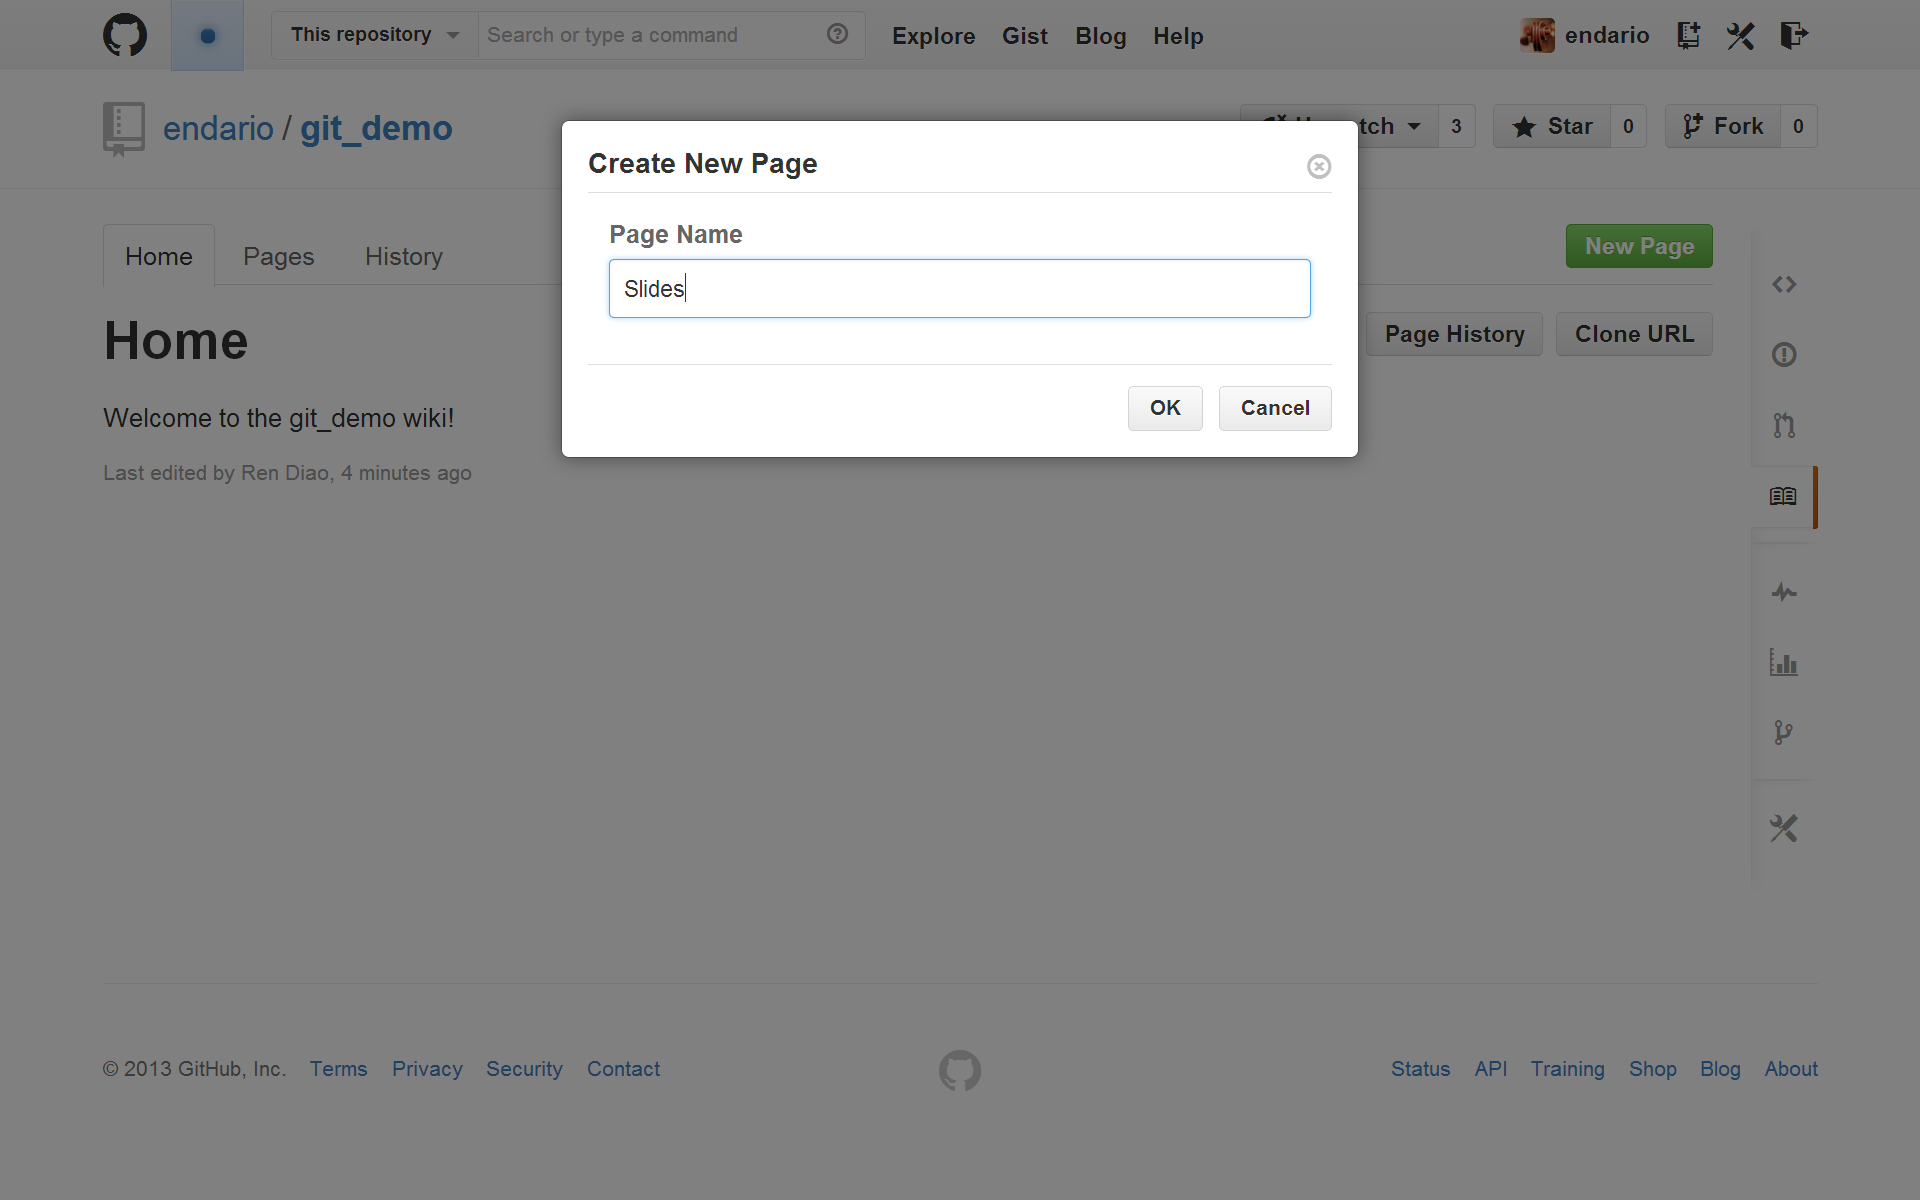 This repository
Search or type a command
Explore Gist Blog Help
endario
endario / git_demo
tch 3
Star 0
Fork 0
Create New Page
Page Name
Slides
OK Cancel
Home Pages History
New Page
Home
Page History Clone URL
Welcome to the git_demo wiki!
Last edited by Ren Diao, 4 minutes ago
© 2013 GitHub, Inc. Terms Privacy Security Contact
Status API Training Shop Blog About